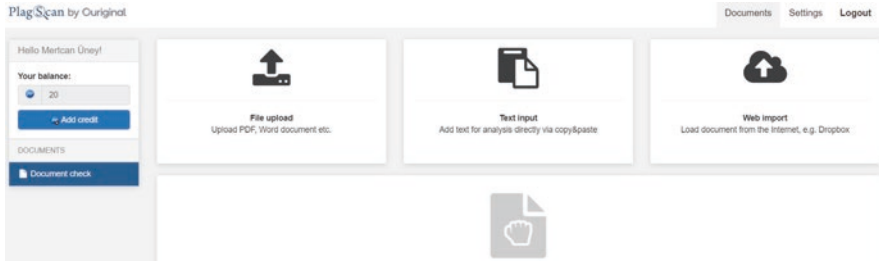 PlagScan by Ouriginal
Documents Settings Logout
Hello Mertcan Üney!
Your balance:
20
Add credit
DOCUMENTS
Document check
File upload
Upload PDF, Word document etc.
Text input
Add text for analysis directly via copy&paste
Web import
Load document from the Internet, e.g. Dropbox